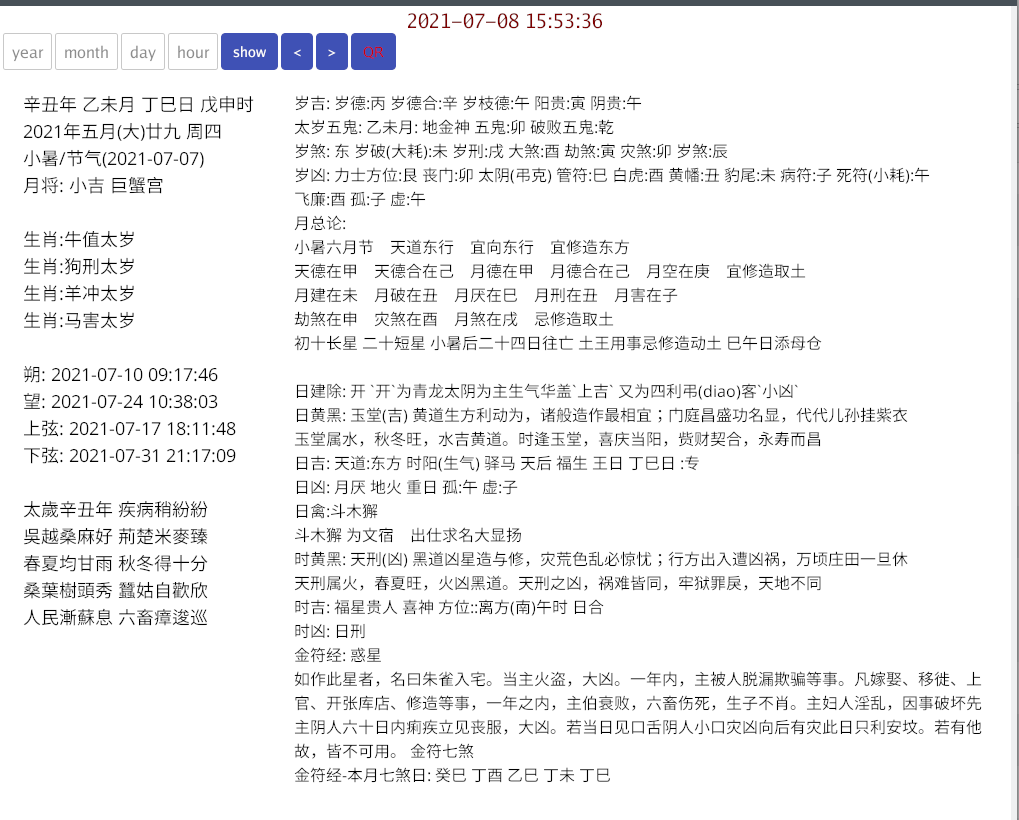 2021-07-08 15:53:36
year month day hour show < > QR
辛丑年 乙未月 丁巳日 戊申时
2021年五月(大)廿九 周四
小暑/节气(2021-07-07)
月将: 小吉 巨蟹宫
生肖:牛值太岁
生肖:狗刑太岁
生肖:羊冲太岁
生肖:马害太岁
朔: 2021-07-10 09:17:46
望: 2021-07-24 10:38:03
上弦: 2021-07-17 18:11:48
下弦: 2021-07-31 21:17:09
太歲辛丑年 疾病稍紛紛
吳越桑麻好 荊楚米麥臻
春夏均甘雨 秋冬得十分
桑葉樹頭秀 蠶姑自歡欣
人民漸蘇息 六畜瘴逡巡
岁吉: 岁德:丙 岁德合:辛 岁枝德:午 阳贵:寅 阴贵:午
太岁五鬼: 乙未月: 地金神 五鬼:卯 破败五鬼:乾
岁煞: 东 岁破(大耗):未 岁刑:戌 大煞:酉 劫煞:寅 灾煞:卯 岁煞:辰
岁凶: 力士方位:艮 丧门:卯 太阴(弔克) 管符:巳 白虎:酉 黄幡:丑 豹尾:未 病符:子 死符(小耗):午
飞廉:酉 孤:子 虚:午
月总论:
小暑六月节 天道东行 宜向东行 宜修造东方
天德在甲 天德合在己 月德在甲 月德合在己 月空在庚 宜修造取土
月建在未 月破在丑 月厌在巳 月刑在丑 月害在子
劫煞在申 灾煞在酉 月煞在戌 忌修造取土
初十长星 二十短星 小暑后二十四日往亡 土王用事忌修造动土 巳午日添母仓
日建除: 开 `开`为青龙太阴为主生气华盖`上吉` 又为四利弔(diao)客`小凶`
日黄黑: 玉堂(吉) 黄道生方利动为，诸般造作最相宜；门庭昌盛功名显，代代儿孙挂紫衣
玉堂属水，秋冬旺，水吉黄道。时逢玉堂，喜庆当阳，赀财契合，永寿而昌
日吉: 天道:东方 时阳(生气) 驿马 天后 福生 王日 丁巳日 :专
日凶: 月厌 地火 重日 孤:午 虚:子
日禽:斗木獬
斗木獬 为文宿 出仕求名大显扬
时黄黑: 天刑(凶) 黑道凶星造与修，灾荒色乱必惊忧；行方出入遭凶祸，万顷庄田一旦休
天刑属火，春夏旺，火凶黑道。天刑之凶，祸难皆同，牢狱罪戾，天地不同
时吉: 福星贵人 喜神 方位::离方(南)午时 日合
时凶: 日刑
金符经: 惑星
如作此星者，名曰朱雀入宅。当主火盗，大凶。一年内，主被人脱漏欺骗等事。凡嫁娶、移徙、上
官、开张库店、修造等事，一年之内，主伯衰败，六畜伤死，生子不肖。主妇人淫乱，因事破坏先
主阴人六十日内痢疾立见丧服，大凶。若当日见口舌阴人小口灾凶向后有灾此日只利安坟。若有他
故，皆不可用。 金符七煞
金符经-本月七煞日: 癸巳 丁酉 乙巳 丁未 丁巳